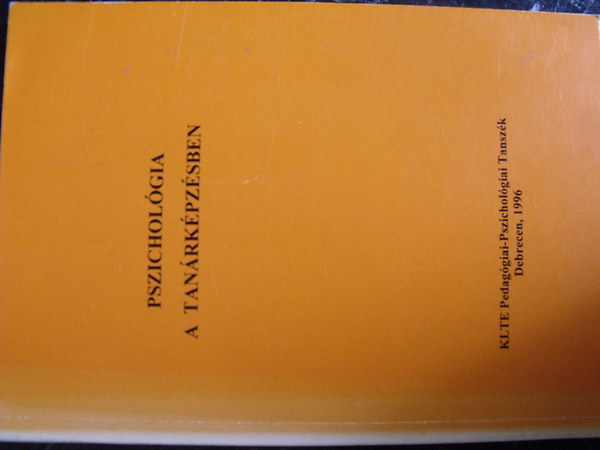 PSZICHOLÓGIA
A TANÁRKÉPZÉSBEN
KLTE Pedagógiai-Pszichológiai Tanszék
Debrecen, 1996